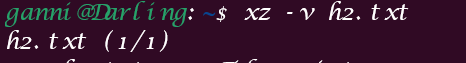 ganni@Darling:~$ xz -v h2.txt
h2.txt (1/1)